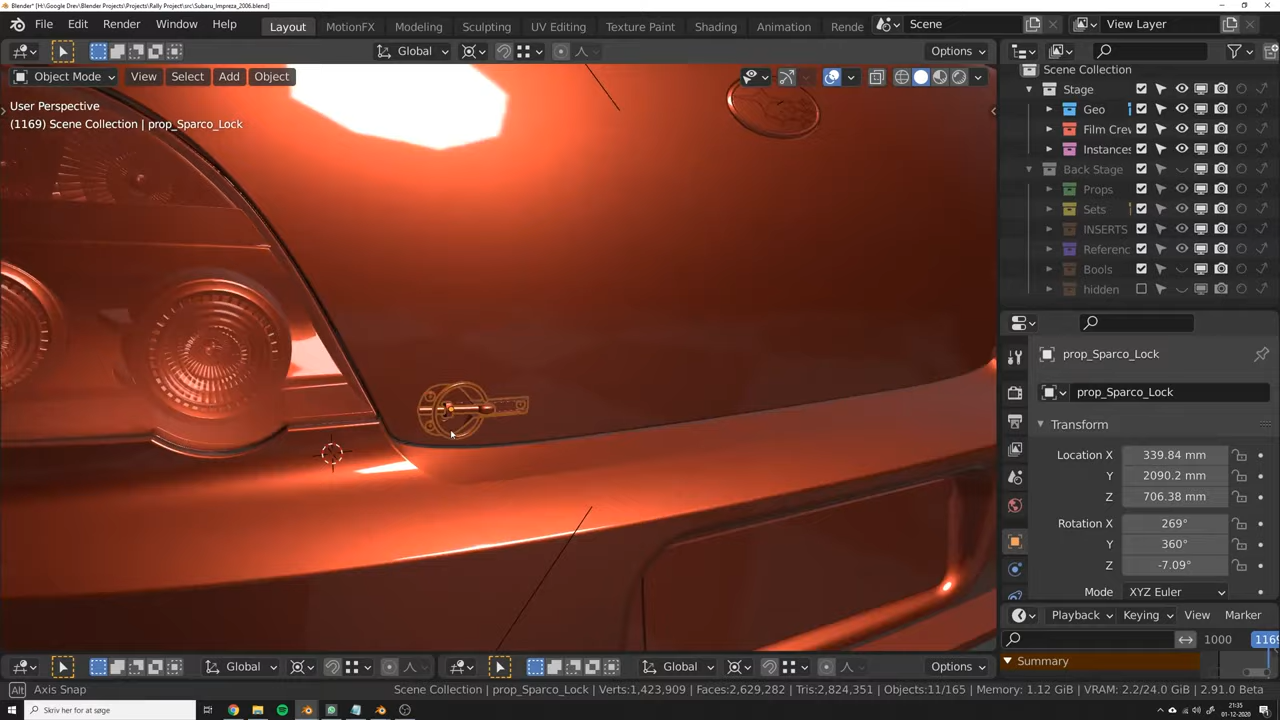 Blender* [H:\Google Drev\Blender Projects\Projects\Rally Project\src\Subaru_Impreza_2006.blend]
File Edit Render Window Help Layout MotionFX Modeling Sculpting UV Editing Texture Paint Shading Animation Rende Scene View Layer
Global Options
Object Mode View Select Add Object
User Perspective
(1169) Scene Collection | prop_Sparco_Lock
Scene Collection
Stage
Geo
Film Crew
Instances
Back Stage
Props
Sets
INSERTS
Referenc
Bools
hidden
prop_Sparco_Lock
prop_Sparco_Lock
Transform
Location X 339.84 mm
Y 2090.2 mm
Z 706.38 mm
Rotation X 269°
Y 360°
Z -7.09°
Mode XYZ Euler
Playback Keying View Marker
1000 1169
Summary
Global Global Options
Alt Axis Snap Scene Collection | prop_Sparco_Lock | Verts:1,423,909 | Faces:2,629,282 | Tris:2,824,351 | Objects:11/165 | Memory: 1.12 GiB | VRAM: 2.2/24.0 GiB | 2.91.0 Beta
Skriv her for at søge
21:35
01-12-2020